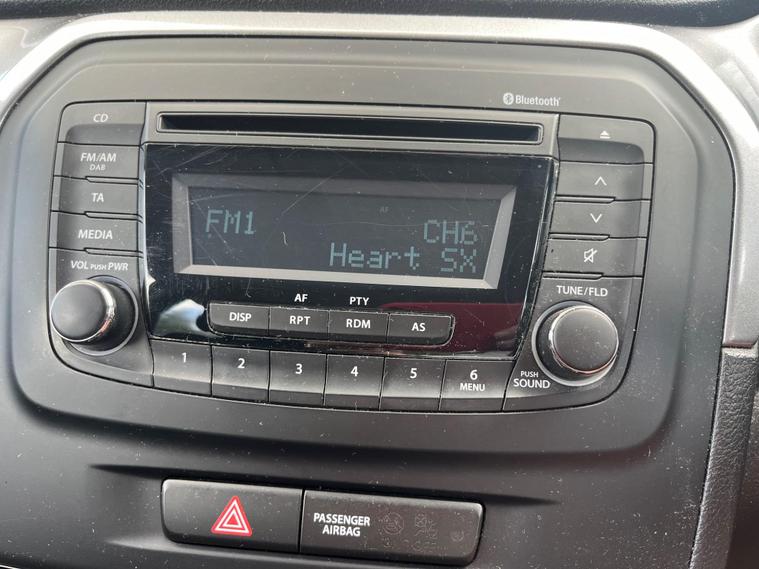 Bluetooth
CD
FM/AM
DAB
TA
MEDIA
VOL PUSH PWR
AF
FM1
CH6
Heart SX
TUNE/FLD
AF PTY
DISP RPT RDM AS
1 2 3 4 5 6
MENU
PUSH
SOUND
PASSENGER
AIRBAG